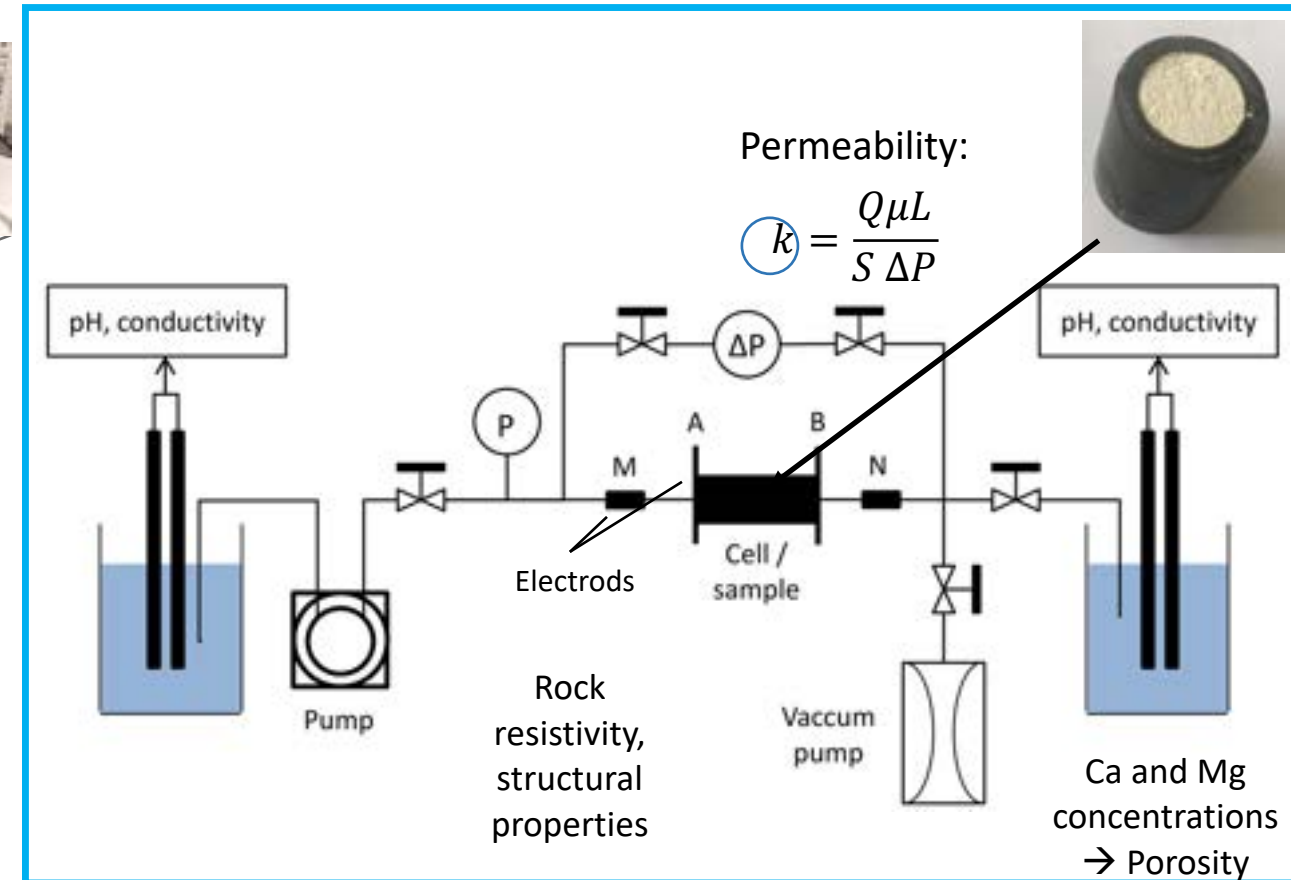 Permeability:
k = QμL / S ΔP
pH, conductivity
pH, conductivity
ΔP
P
A
B
M
N
Cell /
sample
Electrods
Pump
Rock
resistivity,
structural
properties
Vaccum
pump
Ca and Mg
concentrations
→ Porosity